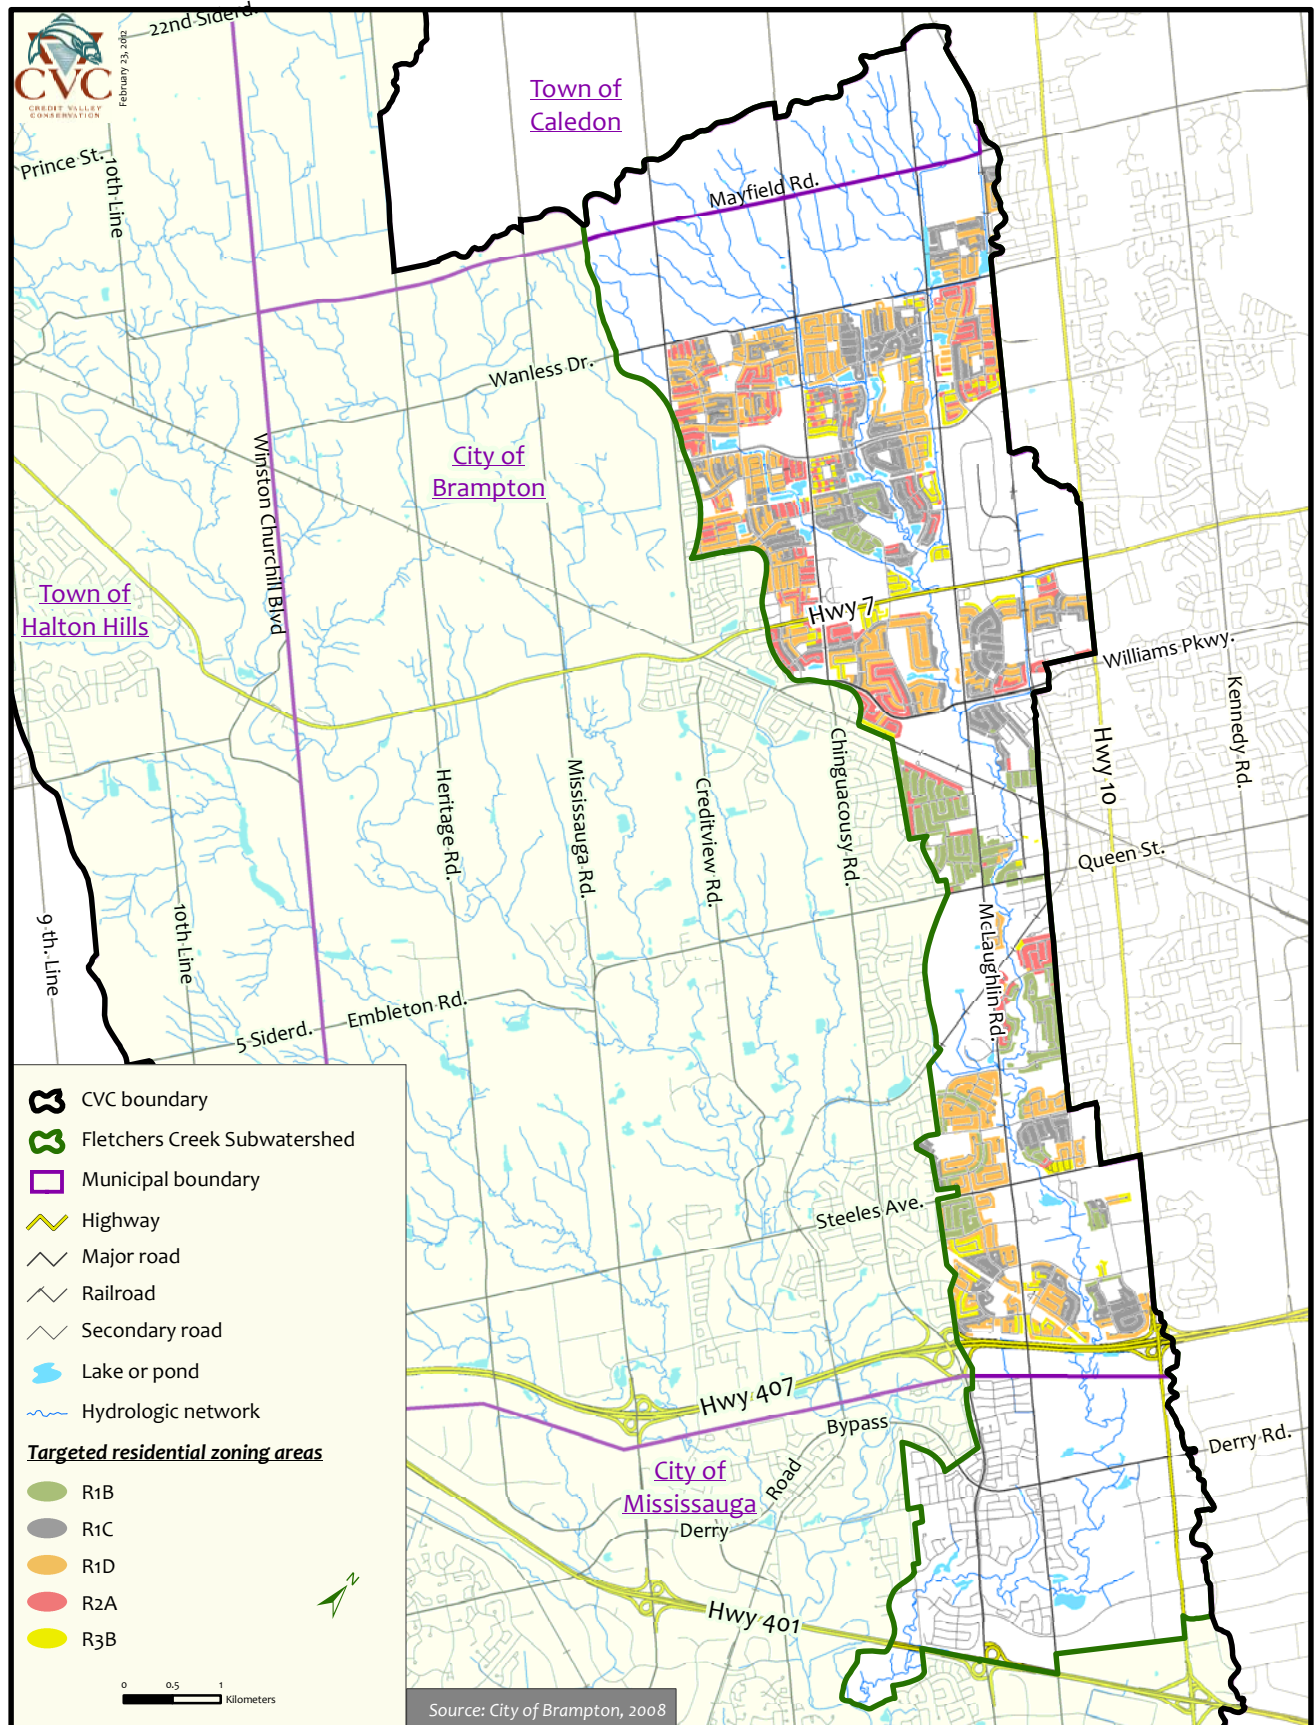 22nd Siderd.
February 23, 2012
CVC
CREDIT VALLEY
CONSERVATION
Town of
Caledon
Prince St.
10th Line
Mayfield Rd.
Wanless Dr.
Winston Churchill Blvd
City of
Brampton
Town of
Halton Hills
Hwy 7
Williams Pkwy.
Kennedy Rd.
Hwy 10
Heritage Rd.
Mississauga Rd.
Creditview Rd.
Chinguacousy Rd.
Queen St.
9 th. Line
10th Line
McLaughlin Rd.
5 Siderd.
Embleton Rd.
Steeles Ave.
Hwy 407
Bypass
Derry Rd.
City of
Mississauga
Road
Derry
Hwy 401
CVC boundary
Fletchers Creek Subwatershed
Municipal boundary
Highway
Major road
Railroad
Secondary road
Lake or pond
Hydrologic network
Targeted residential zoning areas
R1B
R1C
R1D
R2A
R3B
N
0 0.5 1
Kilometers
Source: City of Brampton, 2008